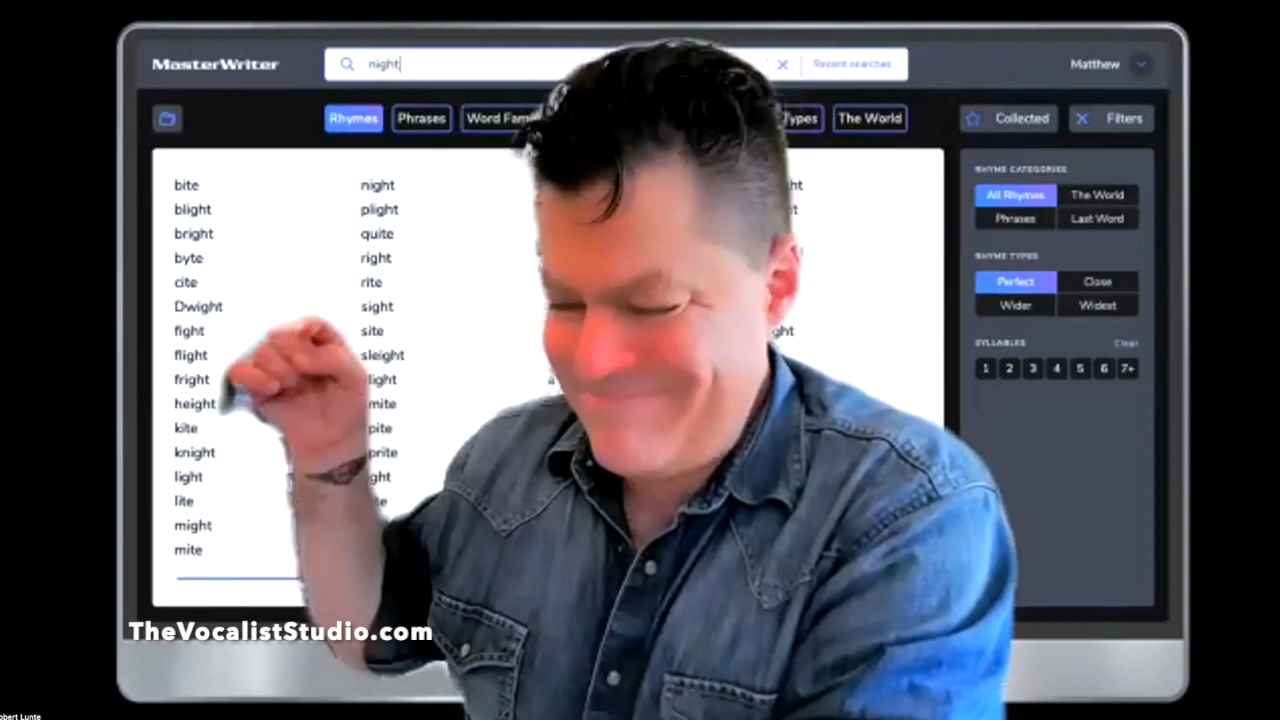 MasterWriter
night
Recent searches
Matthew
Rhymes
Phrases
Word
The World
Collected
Filters
bite
blight
bright
byte
cite
Dwight
fight
flight
fright
height
kite
knight
light
lite
might
mite
night
plight
quite
right
rite
sight
site
sleight
RHYME CATEGORIES
All Rhymes
The World
Phrases
Last Word
RHYME TYPES
Perfect
Close
Wider
Widest
SYLLABLES
Clear
1 2 3 4 5 6 7+
TheVocalistStudio.com
Lunte